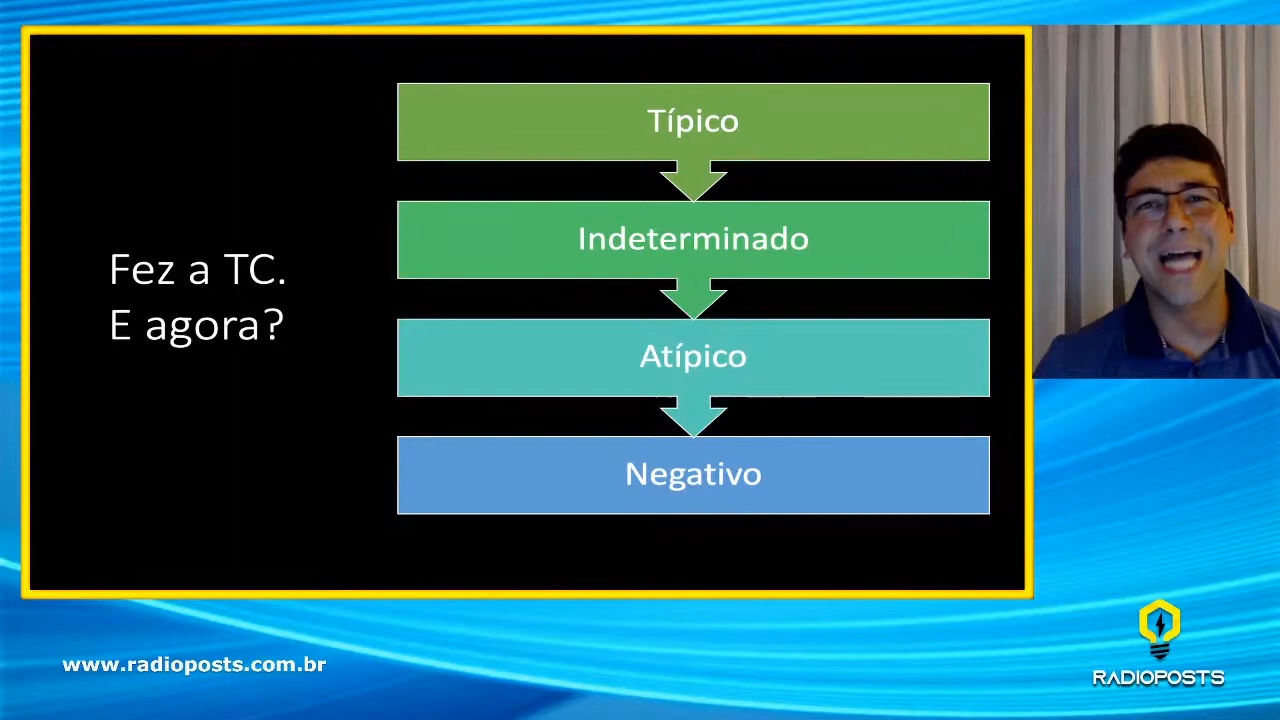 Fez a TC.
E agora?
Típico
Indeterminado
Atípico
Negativo
www.radioposts.com.br
RADIOPOSTS